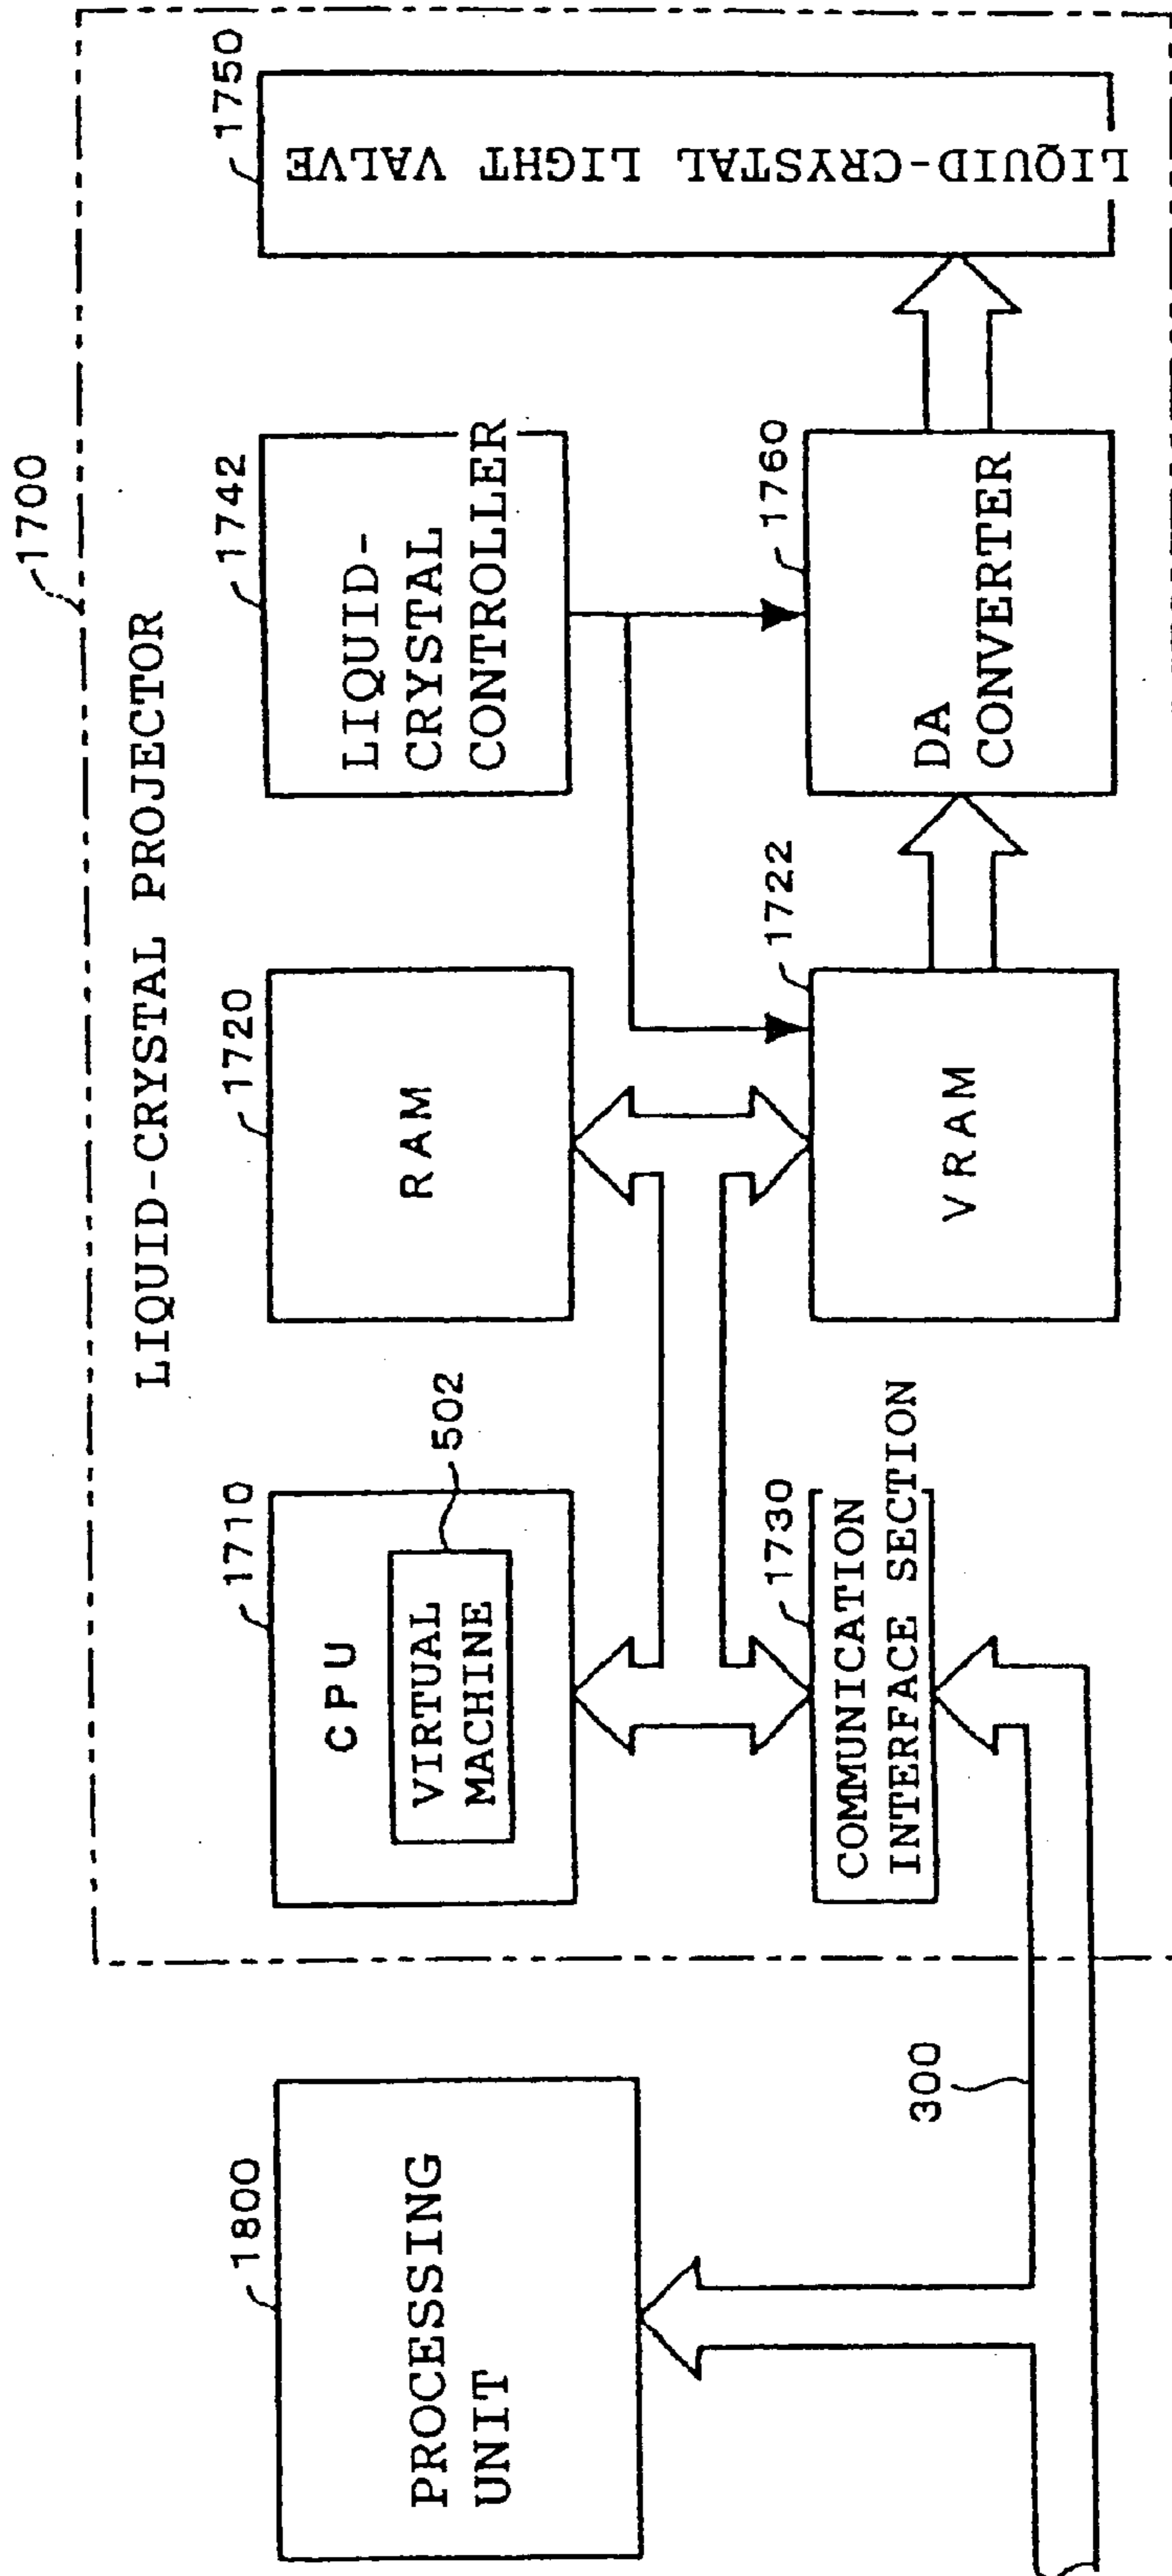 1700
LIQUID-CRYSTAL PROJECTOR
1800
PROCESSING
UNIT
1710
CPU
VIRTUAL
MACHINE
502
1720
RAM
1742
LIQUID-
CRYSTAL
CONTROLLER
1750
LIQUID-CRYSTAL LIGHT VALVE
300
1730
COMMUNICATION
INTERFACE SECTION
1722
VRAM
1760
DA
CONVERTER